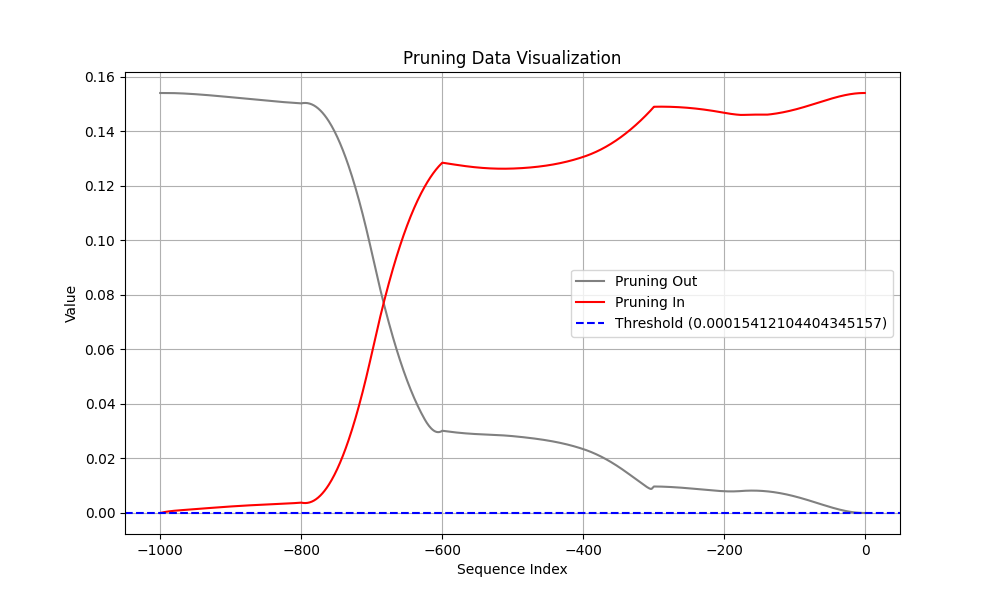 Pruning Data Visualization
0.16
0.14
0.12
0.10
0.08
0.06
0.04
0.02
0.00
Value
Pruning Out
Pruning In
Threshold (0.00015412104404345157)
−1000
−800
−600
−400
−200
0
Sequence Index